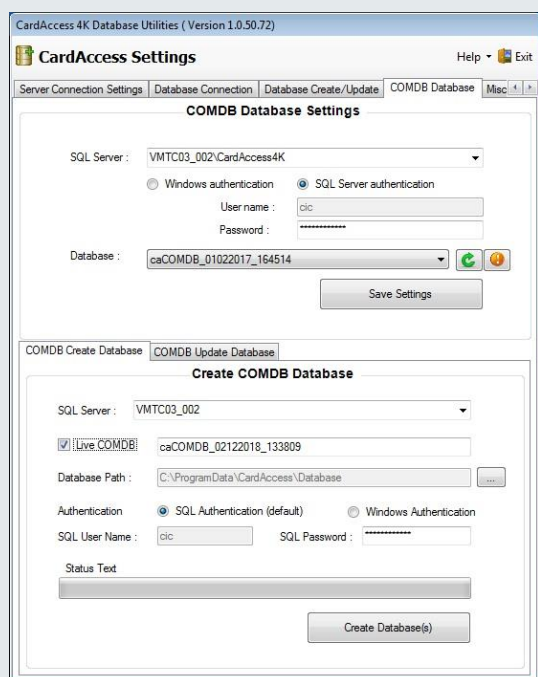 CardAccess 4K Database Utilities ( Version 1.0.50.72)
CardAccess Settings Help Exit
Server Connection Settings Database Connection Database Create/Update COMDB Database Misc
COMDB Database Settings
SQL Server : VMTC03_002\CardAccess4K
Windows authentication SQL Server authentication
User name : cic
Password : ************
Database : caCOMDB_01022017_164514
Save Settings
COMDB Create Database COMDB Update Database
Create COMDB Database
SQL Server : VMTC03_002
Live COMDB caCOMDB_02122018_133809
Database Path : C:\ProgramData\CardAccess\Database ...
Authentication SQL Authentication (default) Windows Authentication
SQL User Name : cic SQL Password : ************
Status Text
Create Database(s)